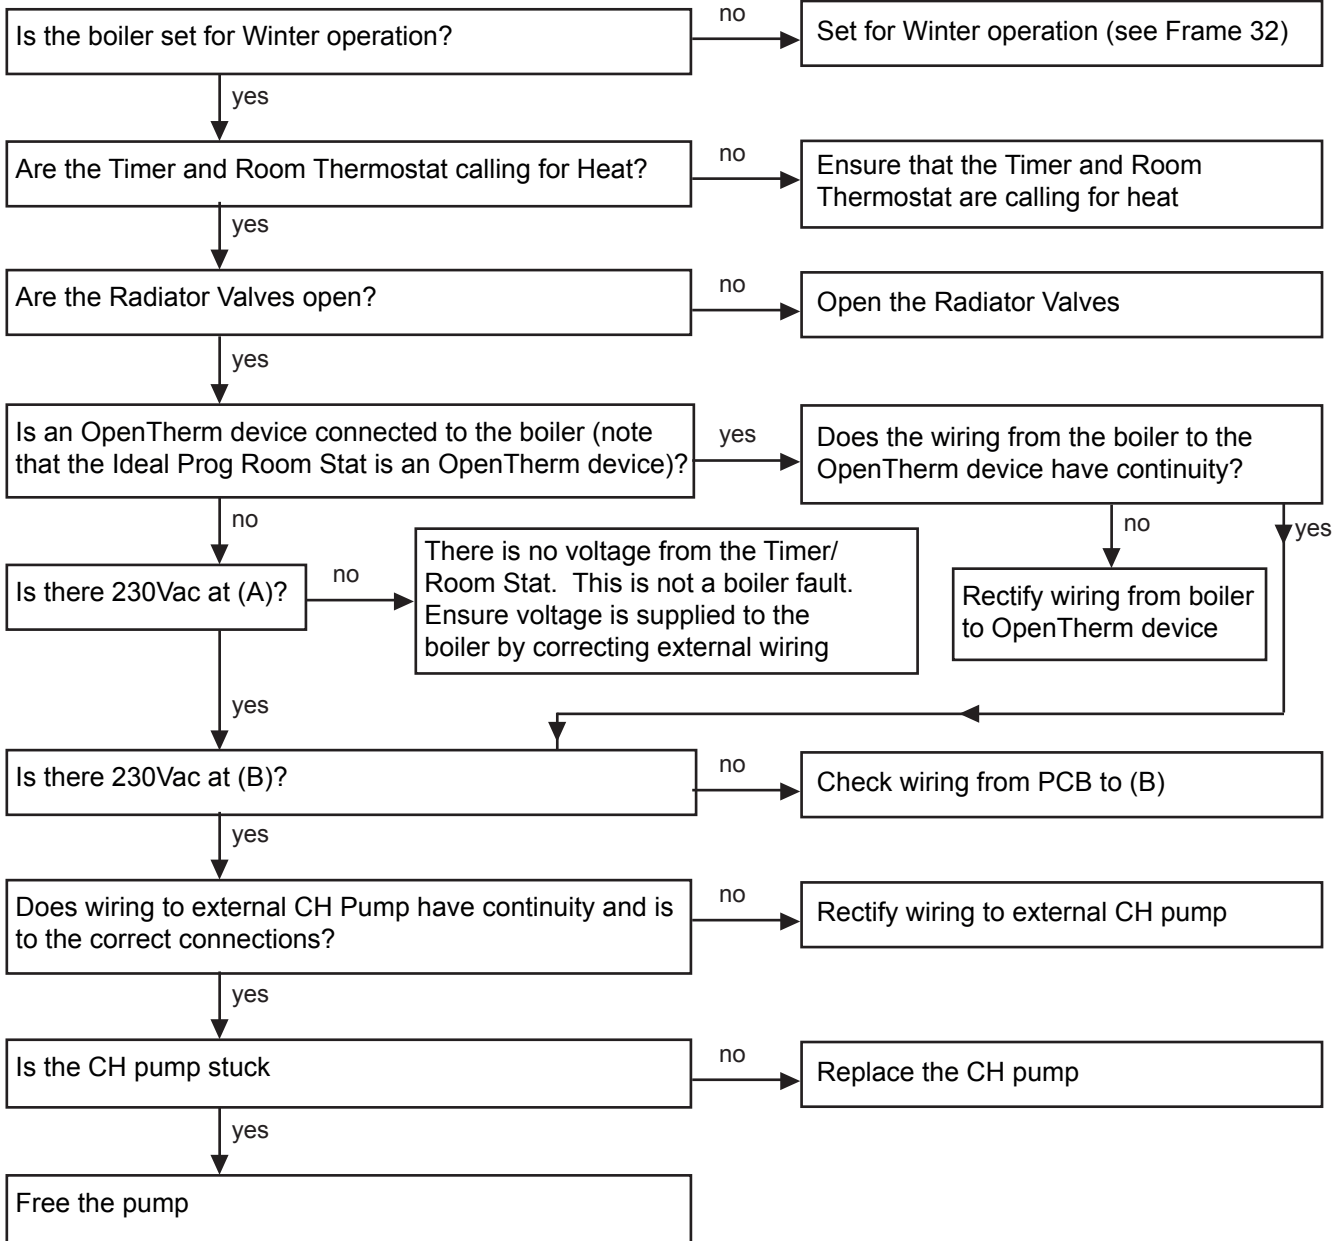 Is the boiler set for Winter operation?
no
Set for Winter operation (see Frame 32)
yes
Are the Timer and Room Thermostat calling for Heat?
no
Ensure that the Timer and Room
Thermostat are calling for heat
yes
Are the Radiator Valves open?
no
Open the Radiator Valves
yes
Is an OpenTherm device connected to the boiler (note
that the Ideal Prog Room Stat is an OpenTherm device)?
yes
Does the wiring from the boiler to the
OpenTherm device have continuity?
no
yes
Rectify wiring from boiler
to OpenTherm device
no
Is there 230Vac at (A)?
no
There is no voltage from the Timer/
Room Stat.  This is not a boiler fault.
Ensure voltage is supplied to the
boiler by correcting external wiring
yes
Is there 230Vac at (B)?
no
Check wiring from PCB to (B)
yes
Does wiring to external CH Pump have continuity and is
to the correct connections?
no
Rectify wiring to external CH pump
yes
Is the CH pump stuck
no
Replace the CH pump
yes
Free the pump